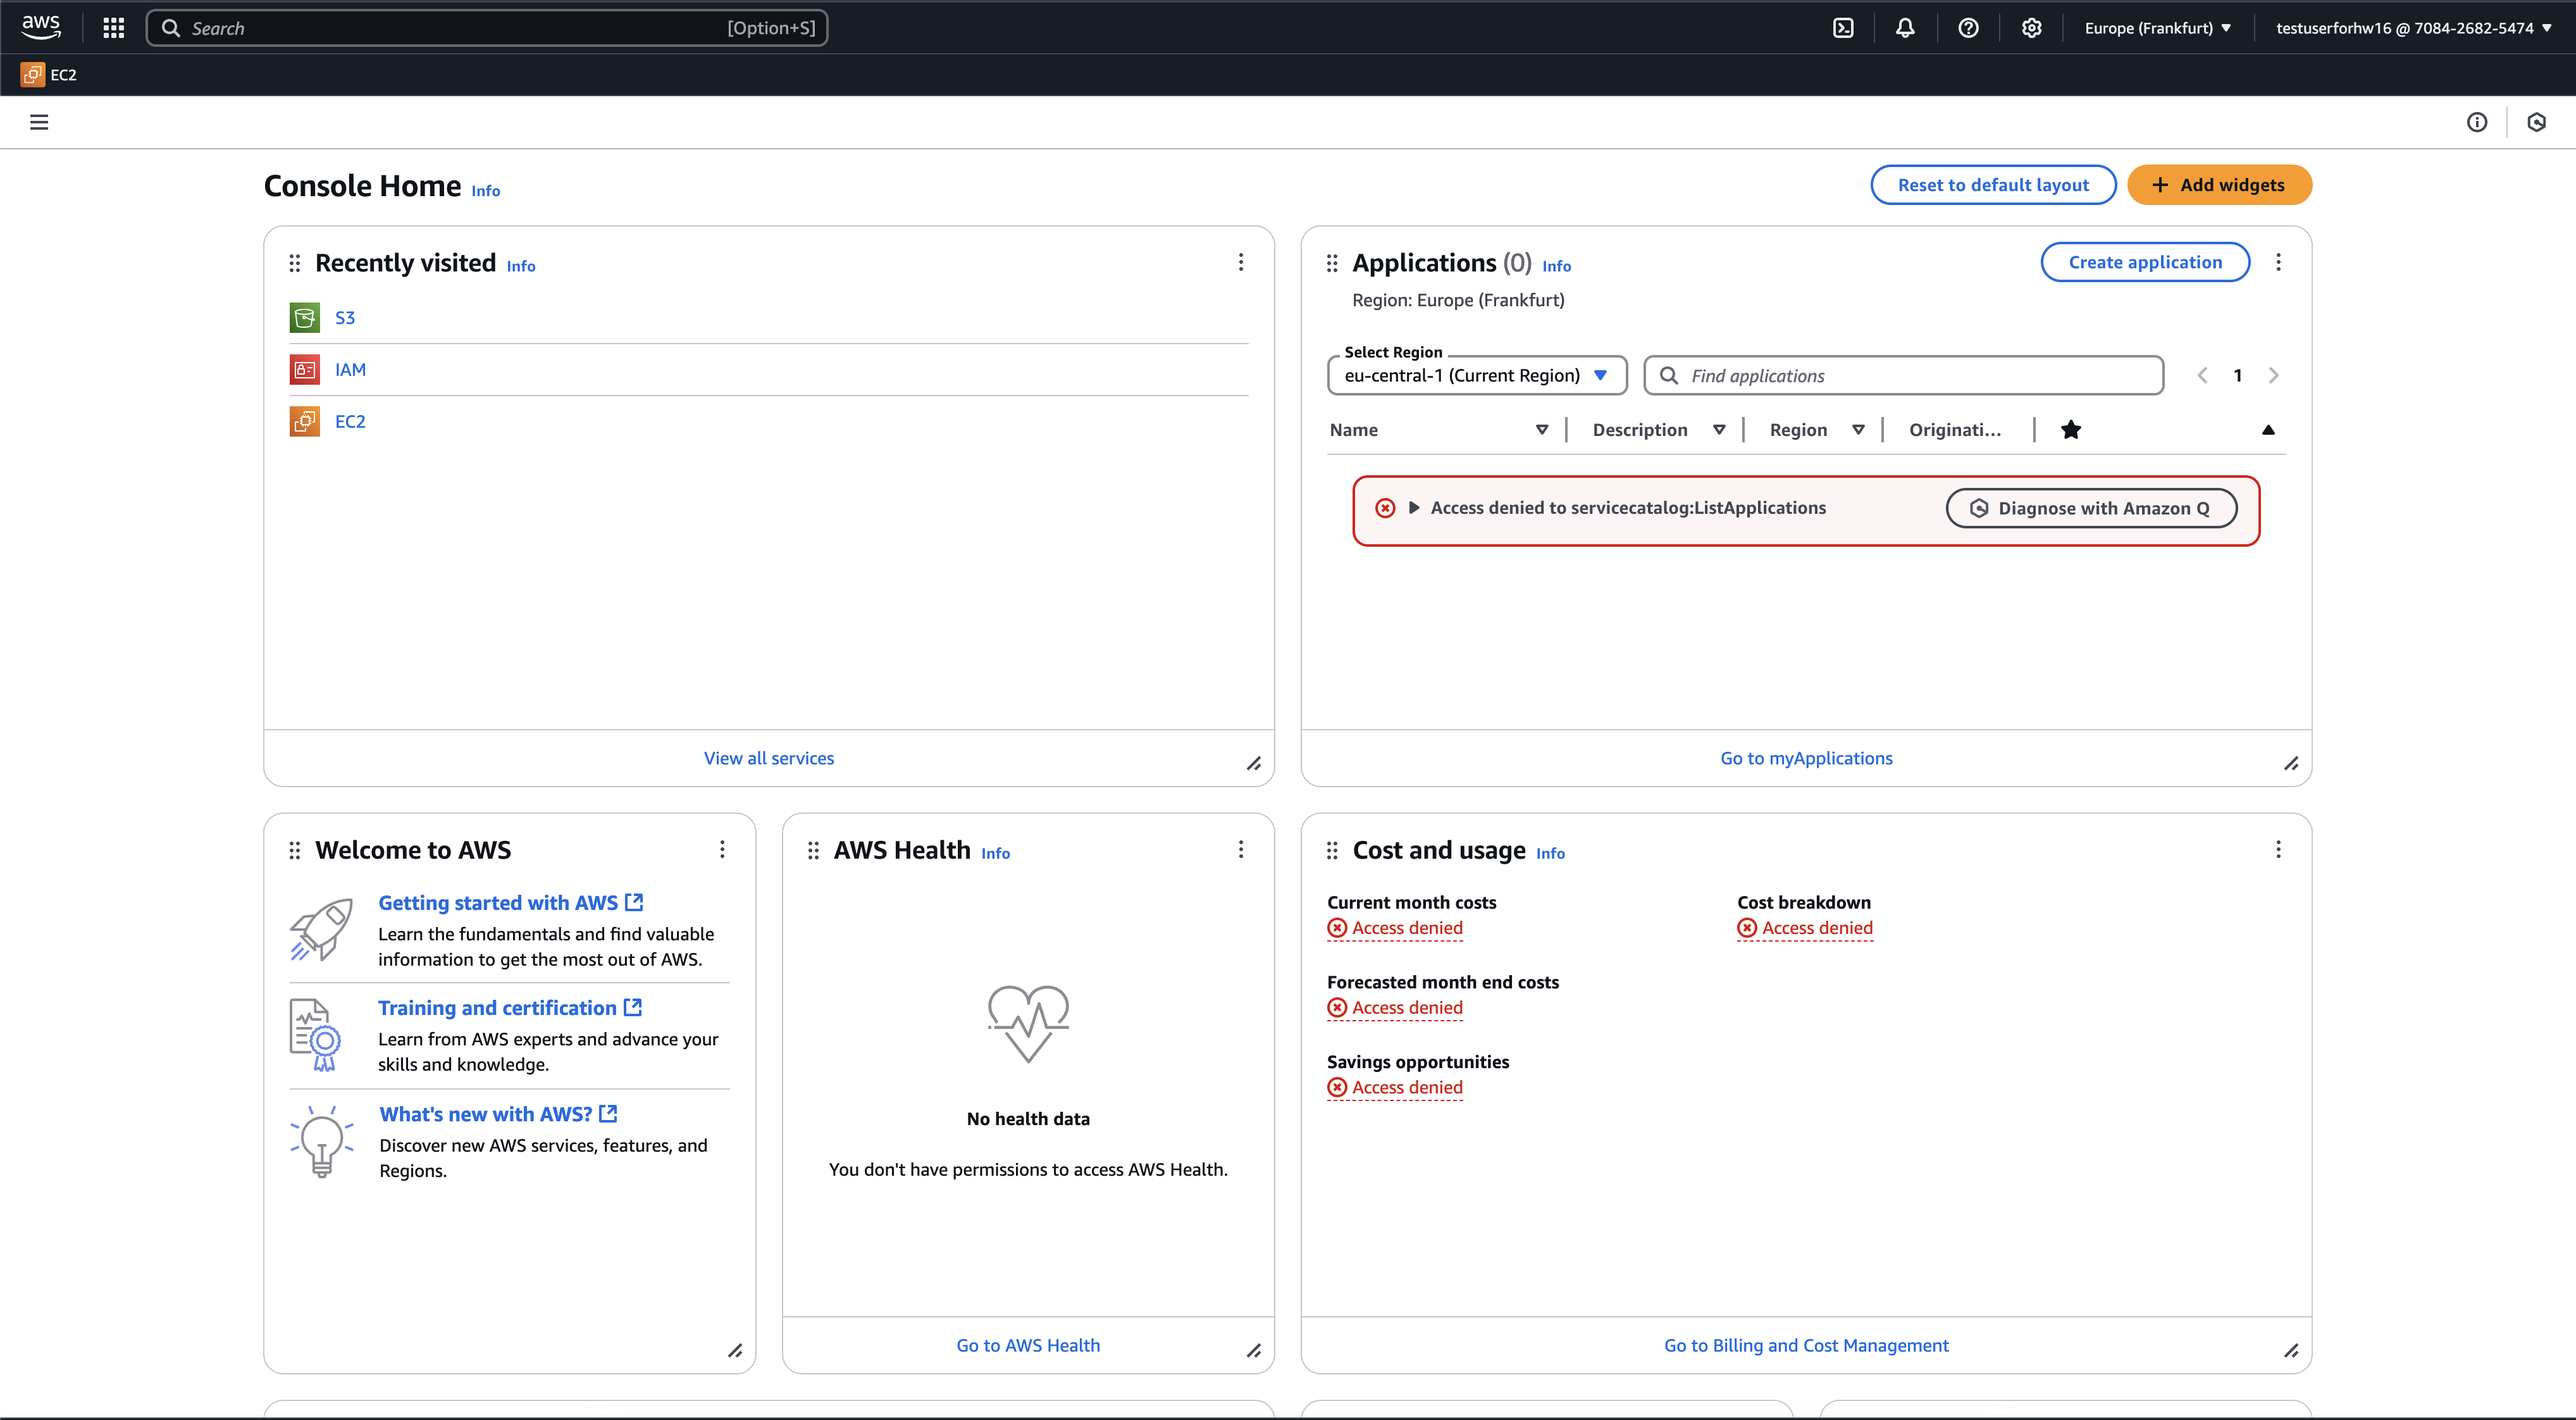 aws
Search
[Option+S]
Europe (Frankfurt)
testuserforhw16 @ 7084-2682-5474
EC2
Console Home Info
Reset to default layout
Add widgets
Recently visited Info
S3
IAM
EC2
View all services
Applications (0) Info
Create application
Region: Europe (Frankfurt)
Select Region
eu-central-1 (Current Region)
Find applications
1
Name
Description
Region
Originati...
Access denied to servicecatalog:ListApplications
Diagnose with Amazon Q
Go to myApplications
Welcome to AWS
Getting started with AWS
Learn the fundamentals and find valuable
information to get the most out of AWS.
Training and certification
Learn from AWS experts and advance your
skills and knowledge.
What's new with AWS?
Discover new AWS services, features, and
Regions.
AWS Health Info
No health data
You don't have permissions to access AWS Health.
Go to AWS Health
Cost and usage Info
Current month costs
Access denied
Cost breakdown
Access denied
Forecasted month end costs
Access denied
Savings opportunities
Access denied
Go to Billing and Cost Management